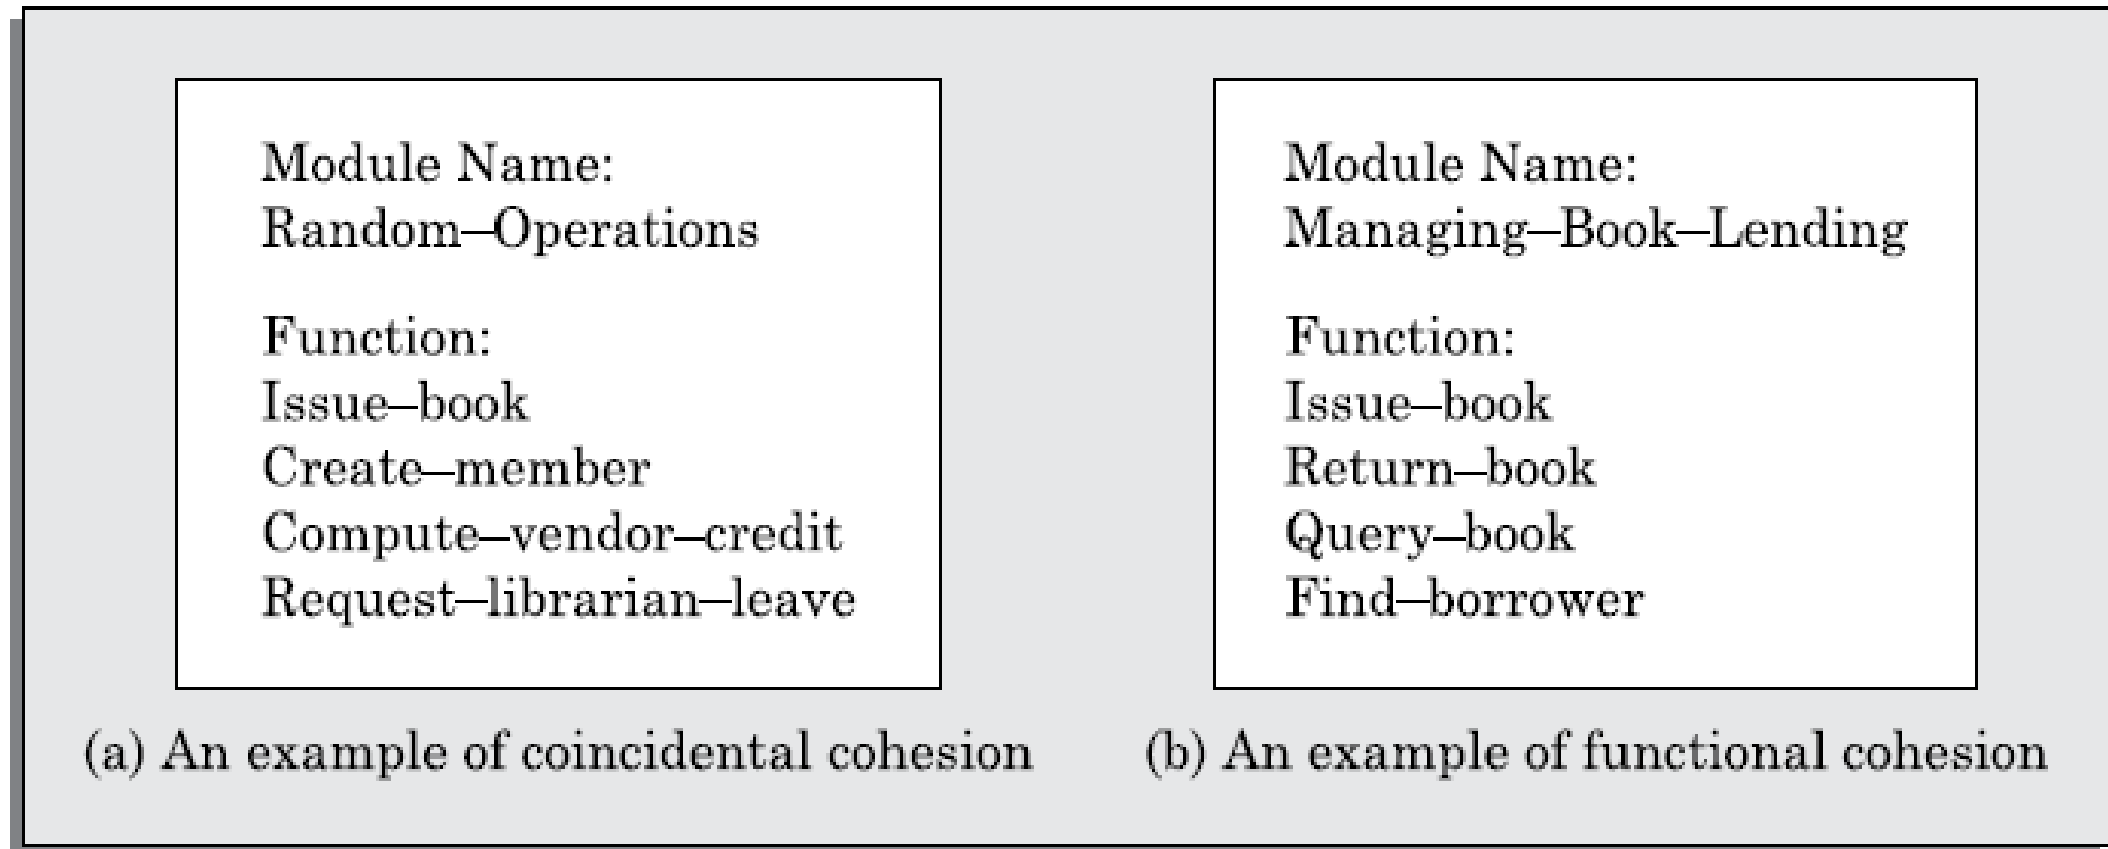 Module Name:
Random–Operations
Function:
Issue–book
Create–member
Compute–vendor–credit
Request–librarian–leave
(a) An example of coincidental cohesion
Module Name:
Managing–Book–Lending
Function:
Issue–book
Return–book
Query–book
Find–borrower
(b) An example of functional cohesion